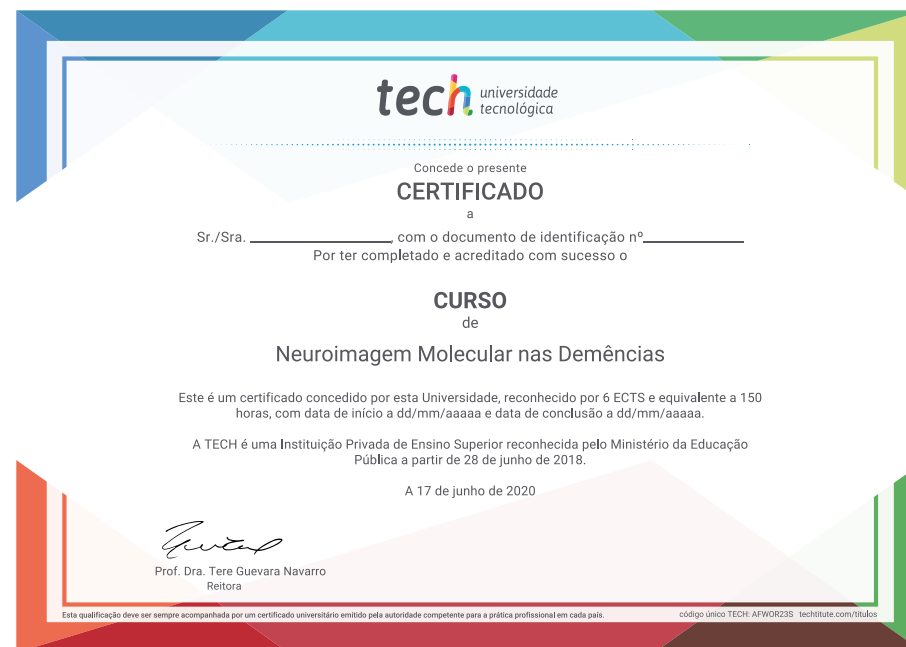 tech universidade
tecnológica
Concede o presente
CERTIFICADO
a
Sr./Sra. ____________________, com o documento de identificação nº______________
Por ter completado e acreditado com sucesso o
CURSO
de
Neuroimagem Molecular nas Demências
Este é um certificado concedido por esta Universidade, reconhecido por 6 ECTS e equivalente a 150
horas, com data de início a dd/mm/aaaaa e data de conclusão a dd/mm/aaaaa.
A TECH é uma Instituição Privada de Ensino Superior reconhecida pelo Ministério da Educação
Pública a partir de 28 de junho de 2018.
A 17 de junho de 2020
Prof. Dra. Tere Guevara Navarro
Reitora
Esta qualificação deve ser sempre acompanhada por um certificado universitário emitido pela autoridade competente para a prática profissional em cada país.
código único TECH: AFWOR23S techtitute.com/titulos